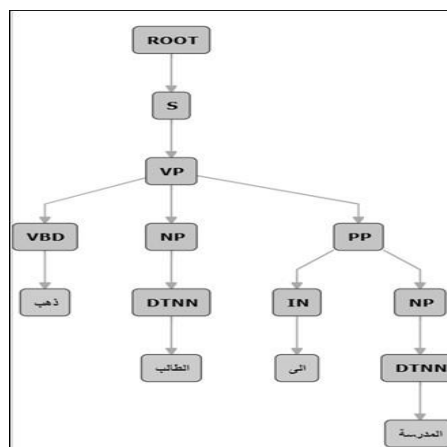 ROOT
S
VP
VBD NP PP
ذهب DTNN IN NP
الطالب الى DTNN
المدرسة